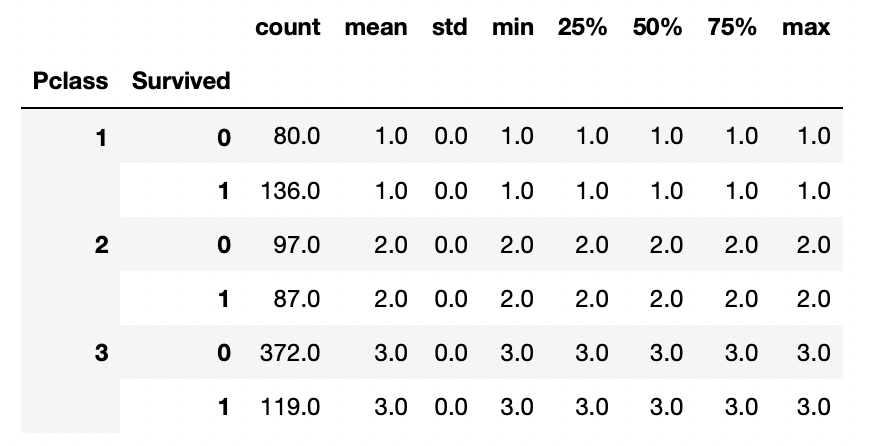 count mean std min 25% 50% 75% max
Pclass Survived
1 0 80.0 1.0 0.0 1.0 1.0 1.0 1.0 1.0
1 136.0 1.0 0.0 1.0 1.0 1.0 1.0 1.0
2 0 97.0 2.0 0.0 2.0 2.0 2.0 2.0 2.0
1 87.0 2.0 0.0 2.0 2.0 2.0 2.0 2.0
3 0 372.0 3.0 0.0 3.0 3.0 3.0 3.0 3.0
1 119.0 3.0 0.0 3.0 3.0 3.0 3.0 3.0